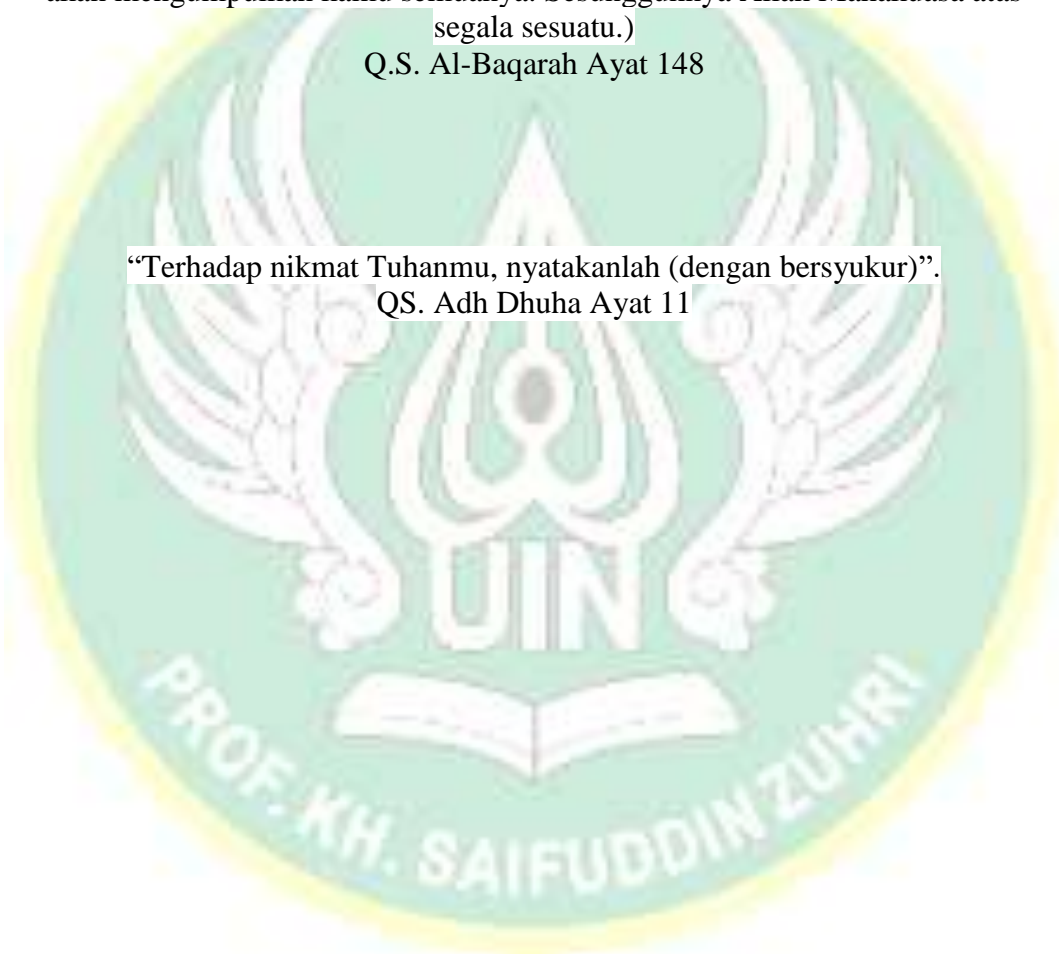 segala sesuatu.)
Q.S. Al-Baqarah Ayat 148
“Terhadap nikmat Tuhanmu, nyatakanlah (dengan bersyukur)”.
QS. Adh Dhuha Ayat 11
UIN
PROF. KH. SAIFUDDIN ZUHRI